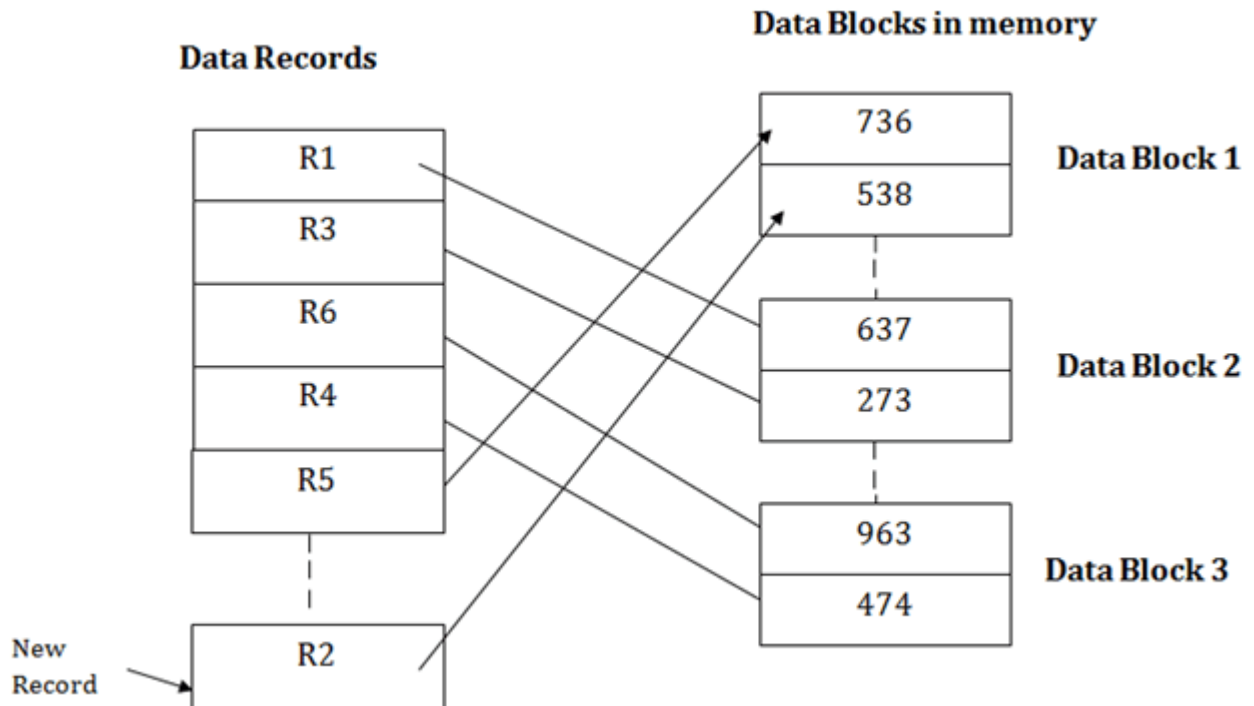 Data Records
R1
R3
R6
R4
R5
R2
New
Record
Data Blocks in memory
736
538
Data Block 1
637
273
Data Block 2
963
474
Data Block 3